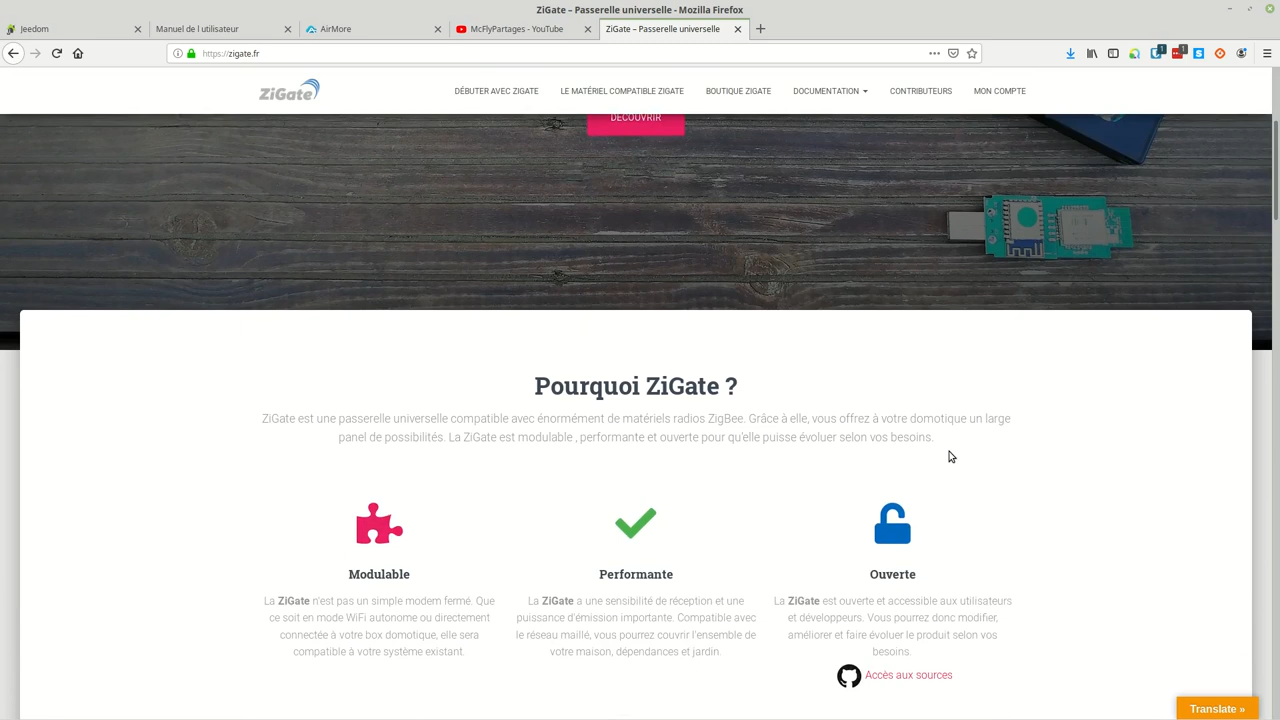 ZiGate – Passerelle universelle - Mozilla Firefox
Jeedom
Manuel de l utilisateur
AirMore
McFlyPartages - YouTube
ZiGate – Passerelle universelle
https://zigate.fr
1
1
ZiGate
DÉBUTER AVEC ZIGATE
LE MATÉRIEL COMPATIBLE ZIGATE
BOUTIQUE ZIGATE
DOCUMENTATION
CONTRIBUTEURS
MON COMPTE
DÉCOUVRIR
Pourquoi ZiGate ?
ZiGate est une passerelle universelle compatible avec énormément de matériels radios ZigBee. Grâce à elle, vous offrez à votre domotique un large
panel de possibilités. La ZiGate est modulable , performante et ouverte pour qu'elle puisse évoluer selon vos besoins.
Modulable
La ZiGate n'est pas un simple modem fermé. Que
ce soit en mode WiFi autonome ou directement
connectée à votre box domotique, elle sera
compatible à votre système existant.
Performante
La ZiGate a une sensibilité de réception et une
puissance d'émission importante. Compatible avec
le réseau maillé, vous pourrez couvrir l'ensemble de
votre maison, dépendances et jardin.
Ouverte
La ZiGate est ouverte et accessible aux utilisateurs
et développeurs. Vous pourrez donc modifier,
améliorer et faire évoluer le produit selon vos
besoins.
Accès aux sources
Translate »